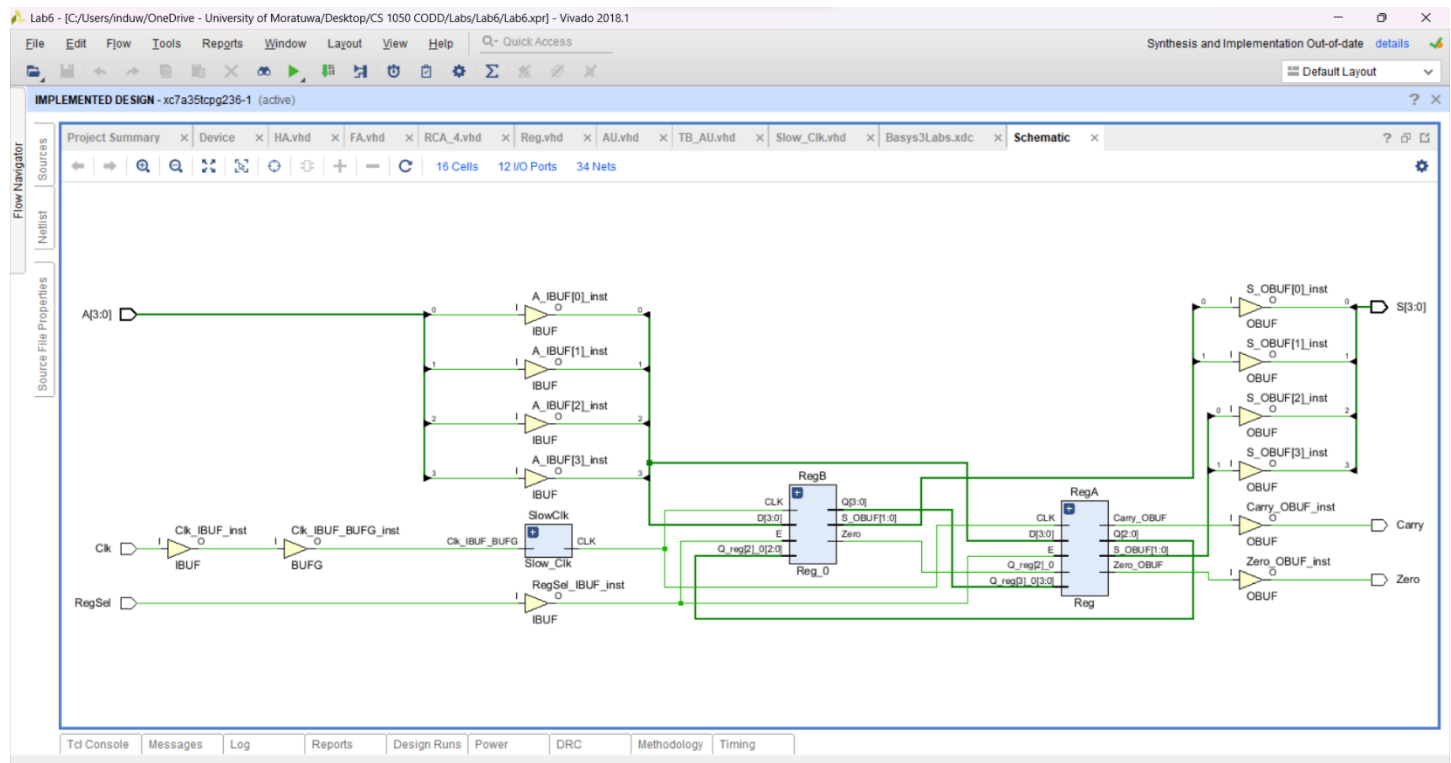 Lab6 - [C:/Users/induw/OneDrive - University of Moratuwa/Desktop/CS 1050 CODD/Labs/Lab6/Lab6.xpr] - Vivado 2018.1
File Edit Flow Tools Reports Window Layout View Help Quick Access
Synthesis and Implementation Out-of-date details
Default Layout
IMPLEMENTED DESIGN - xc7a35tcpg236-1 (active)
Flow Navigator
Sources
Netlist
Source File Properties
Project Summary Device HA.vhd FA.vhd RCA_4.vhd Reg.vhd AU.vhd TB_AU.vhd Slow_Clk.vhd Basys3Labs.xdc Schematic
16 Cells 12 I/O Ports 34 Nets
A[3:0]
A_IBUF[0]_inst
0 I O 0
IBUF
A_IBUF[1]_inst
1 I O 1
IBUF
A_IBUF[2]_inst
2 I O 2
IBUF
A_IBUF[3]_inst
3 I O 3
IBUF
Clk
Clk_IBUF_inst
I O
IBUF
Clk_IBUF_BUFG_inst
I O
BUFG
SlowClk
Clk_IBUF_BUFG CLK
Slow_Clk
RegSel
RegSel_IBUF_inst
I O
IBUF
RegB
CLK Q[3:0]
D[3:0] S_OBUF[1:0]
E Zero
Q_reg[2]_0[2:0]
Reg_0
RegA
CLK Carry_OBUF
D[3:0] Q[2:0]
E S_OBUF[1:0]
Q_reg[2]_0 Zero_OBUF
Q_reg[3]_0[3:0]
Reg
S_OBUF[0]_inst
0 I O 0
OBUF
S[3:0]
S_OBUF[1]_inst
1 I O 1
OBUF
S_OBUF[2]_inst
0 I O 2
OBUF
S_OBUF[3]_inst
1 I O 3
OBUF
Carry_OBUF_inst
I O
OBUF
Carry
Zero_OBUF_inst
I O
OBUF
Zero
Tcl Console Messages Log Reports Design Runs Power DRC Methodology Timing